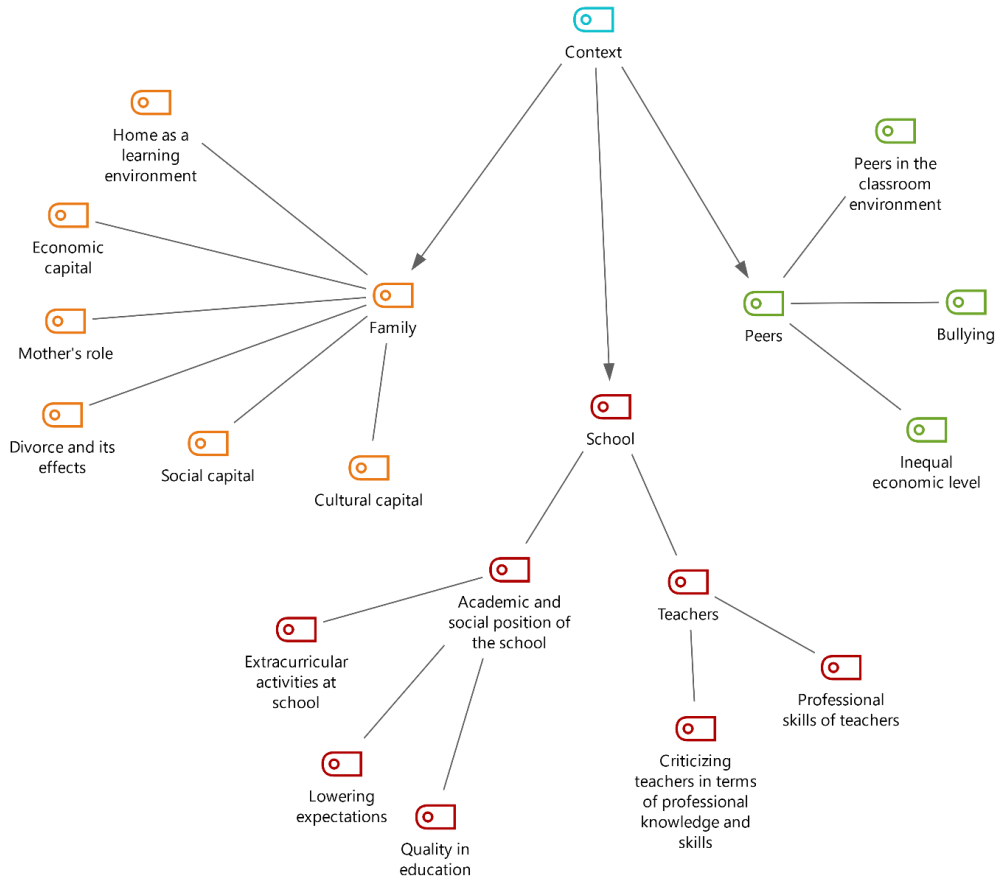 Context
Home as a
learning
environment
Peers in the
classroom
environment
Economic
capital
Family
Peers
Bullying
Mother's role
Divorce and its
effects
Social capital
Cultural capital
School
Inequal
economic level
Academic and
social position of
the school
Teachers
Extracurricular
activities at
school
Professional
skills of teachers
Lowering
expectations
Criticizing
teachers in terms
of professional
knowledge and
skills
Quality in
education